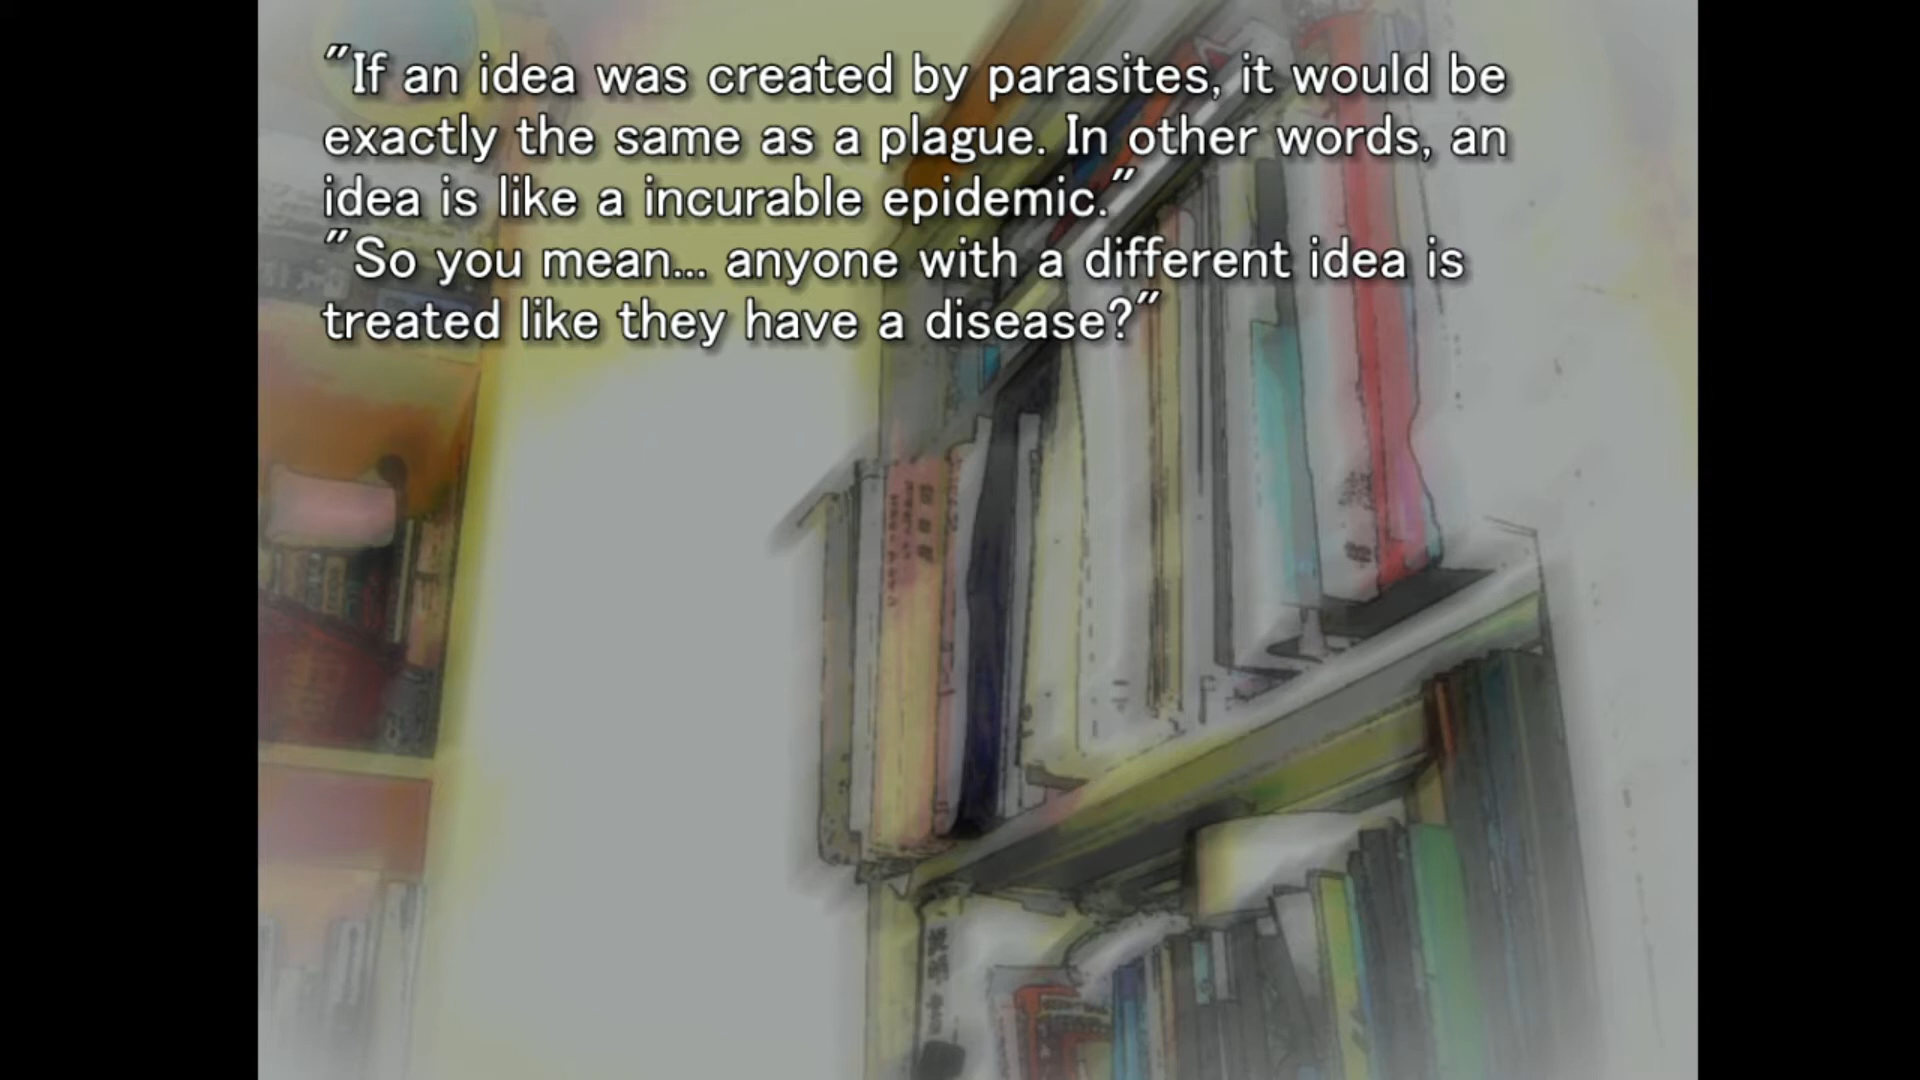 "If an idea was created by parasites, it would be
exactly the same as a plague. In other words, an
idea is like a incurable epidemic."
"So you mean... anyone with a different idea is
treated like they have a disease?"